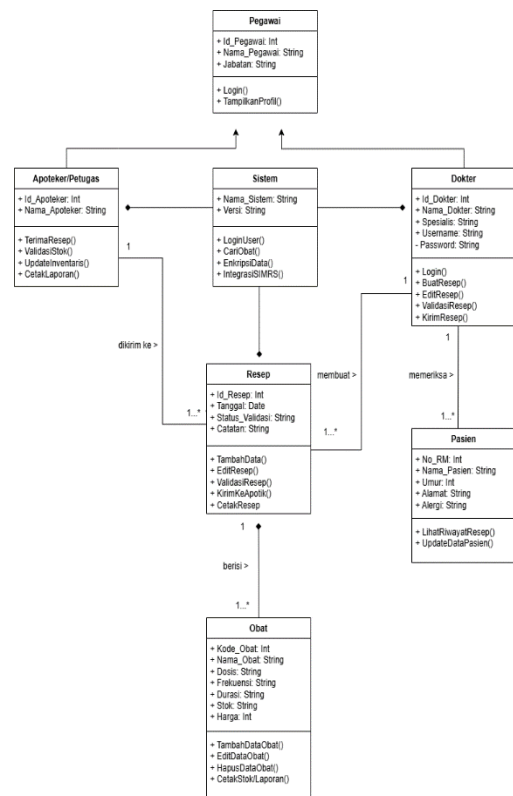 Pegawai
+ Id_Pegawai: Int
+ Nama_Pegawai: String
+ Jabatan: String
+ Login()
+ TampilkanProfil()
Apoteker/Petugas
+ Id_Apoteker: Int
+ Nama_Apoteker: String
+ TerimaResep()
+ ValidasiStok()
+ UpdateInventaris()
+ CetakLaporan()
Sistem
+ Nama_Sistem: String
+ Versi: String
+ LoginUser()
+ CariObat()
+ EnkripsiData()
+ IntegrasiSIMRS()
Dokter
+ Id_Dokter: Int
+ Nama_Dokter: String
+ Spesialis: String
+ Username: String
- Password: String
+ Login()
+ BuatResep()
+ EditResep()
+ ValidasiResep()
+ KirimResep()
1
dikirim ke >
1...*
1
membuat >
1...*
1
memeriksa >
1...*
Resep
+ Id_Resep: Int
+ Tanggal: Date
+ Status_Validasi: String
+ Catatan: String
+ TambahData()
+ EditResep()
+ ValidasiResep()
+ KirimKeApotik()
+ CetakResep
Pasien
+ No_RM: Int
+ Nama_Pasien: String
+ Umur: Int
+ Alamat: String
+ Alergi: String
+ LihatRiwayatResep()
+ UpdateDataPasien()
1
berisi >
1...*
Obat
+ Kode_Obat: Int
+ Nama_Obat: String
+ Dosis: String
+ Frekuensi: String
+ Durasi: String
+ Stok: String
+ Harga: Int
+ TambahDataObat()
+ EditDataObat()
+ HapusDataObat()
+ CetakStok/Laporan()